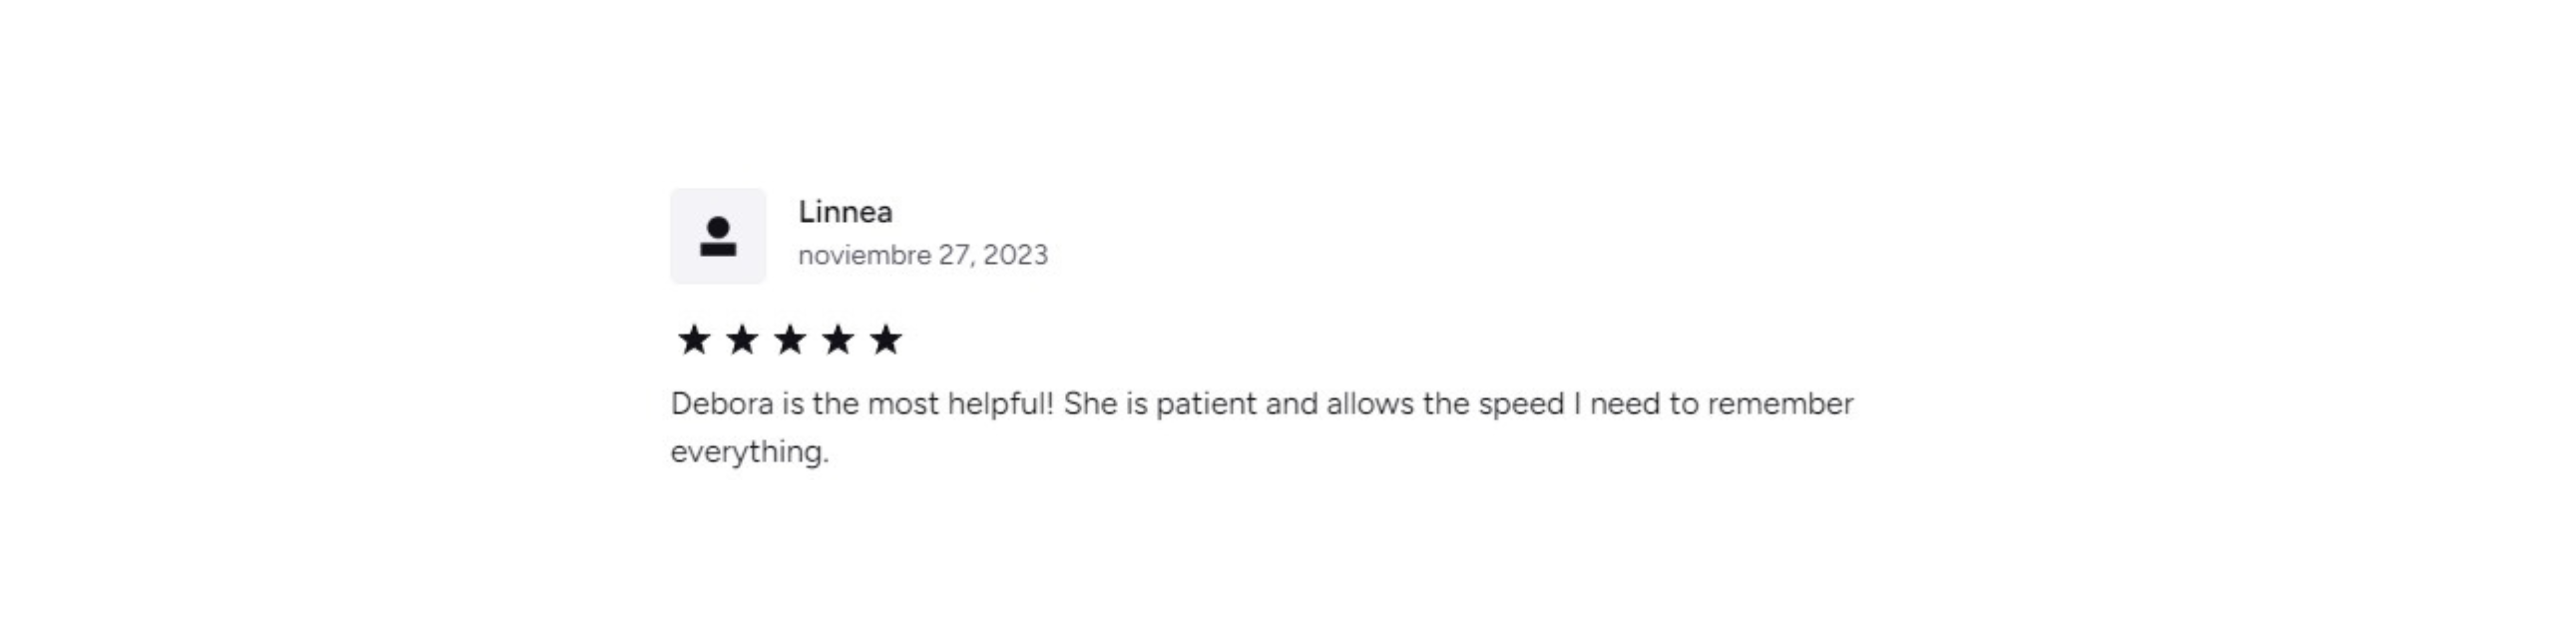 Linnea
noviembre 27, 2023
Debora is the most helpful! She is patient and allows the speed I need to remember
everything.